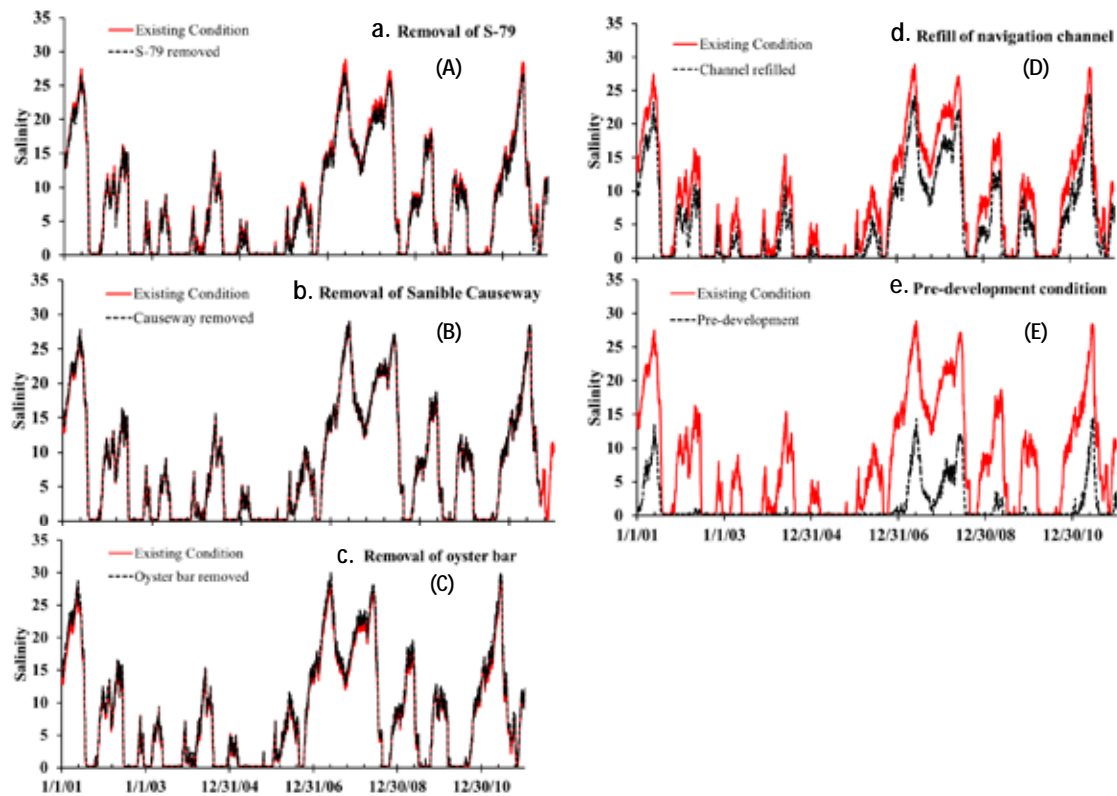 a. Removal of S-79
(A)
Existing Condition
S-79 removed
Salinity
35
30
25
20
15
10
5
0
b. Removal of Sanible Causeway
(B)
Existing Condition
Causeway removed
Salinity
35
30
25
20
15
10
5
0
c. Removal of oyster bar
(C)
Existing Condition
Oyster bar removed
Salinity
35
30
25
20
15
10
5
0
1/1/01 1/1/03 12/31/04 12/31/06 12/30/08 12/30/10
d. Refill of navigation channel
(D)
Existing Condition
Channel refilled
Salinity
35
30
25
20
15
10
5
0
e. Pre-development condition
(E)
Existing Condition
Pre-development
Salinity
35
30
25
20
15
10
5
0
1/1/01 1/1/03 12/31/04 12/31/06 12/30/08 12/30/10